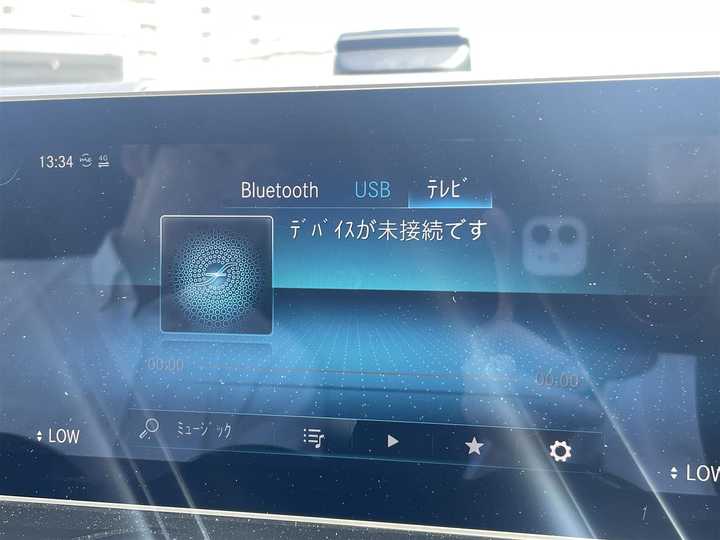 13:34 4G
Bluetooth USB ﾃﾚﾋﾞ
ﾃﾞﾊﾞｲｽが未接続です
00:00 00:00
LOW ﾐｭｰｼﾞｯｸ LOW
1